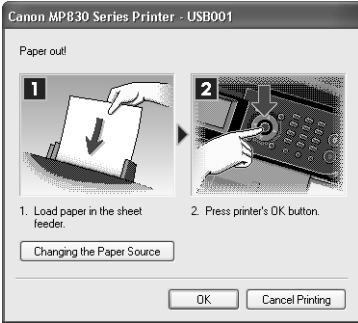 Canon MP830 Series Printer - USB001
Paper out!
1
2
1. Load paper in the sheet
feeder.
2. Press printer's OK button.
Changing the Paper Source
OK
Cancel Printing